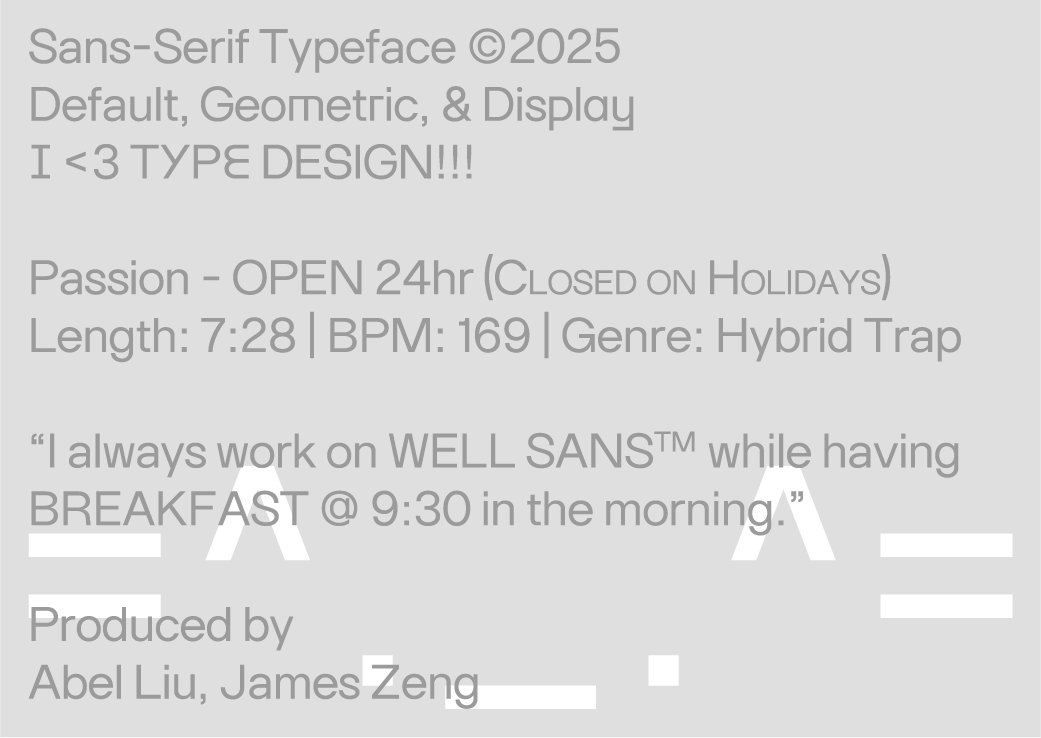 Sans-Serif Typeface ©2025
Default, Geometric, & Display
I <3 TYPE DESIGN!!!
Passion - OPEN 24hr (Closed on Holidays)
Length: 7:28 | BPM: 169 | Genre: Hybrid Trap
“I always work on WELL SANS™ while having
BREAKFAST @ 9:30 in the morning.”
=^._.^=
Produced by
Abel Liu, James Zeng